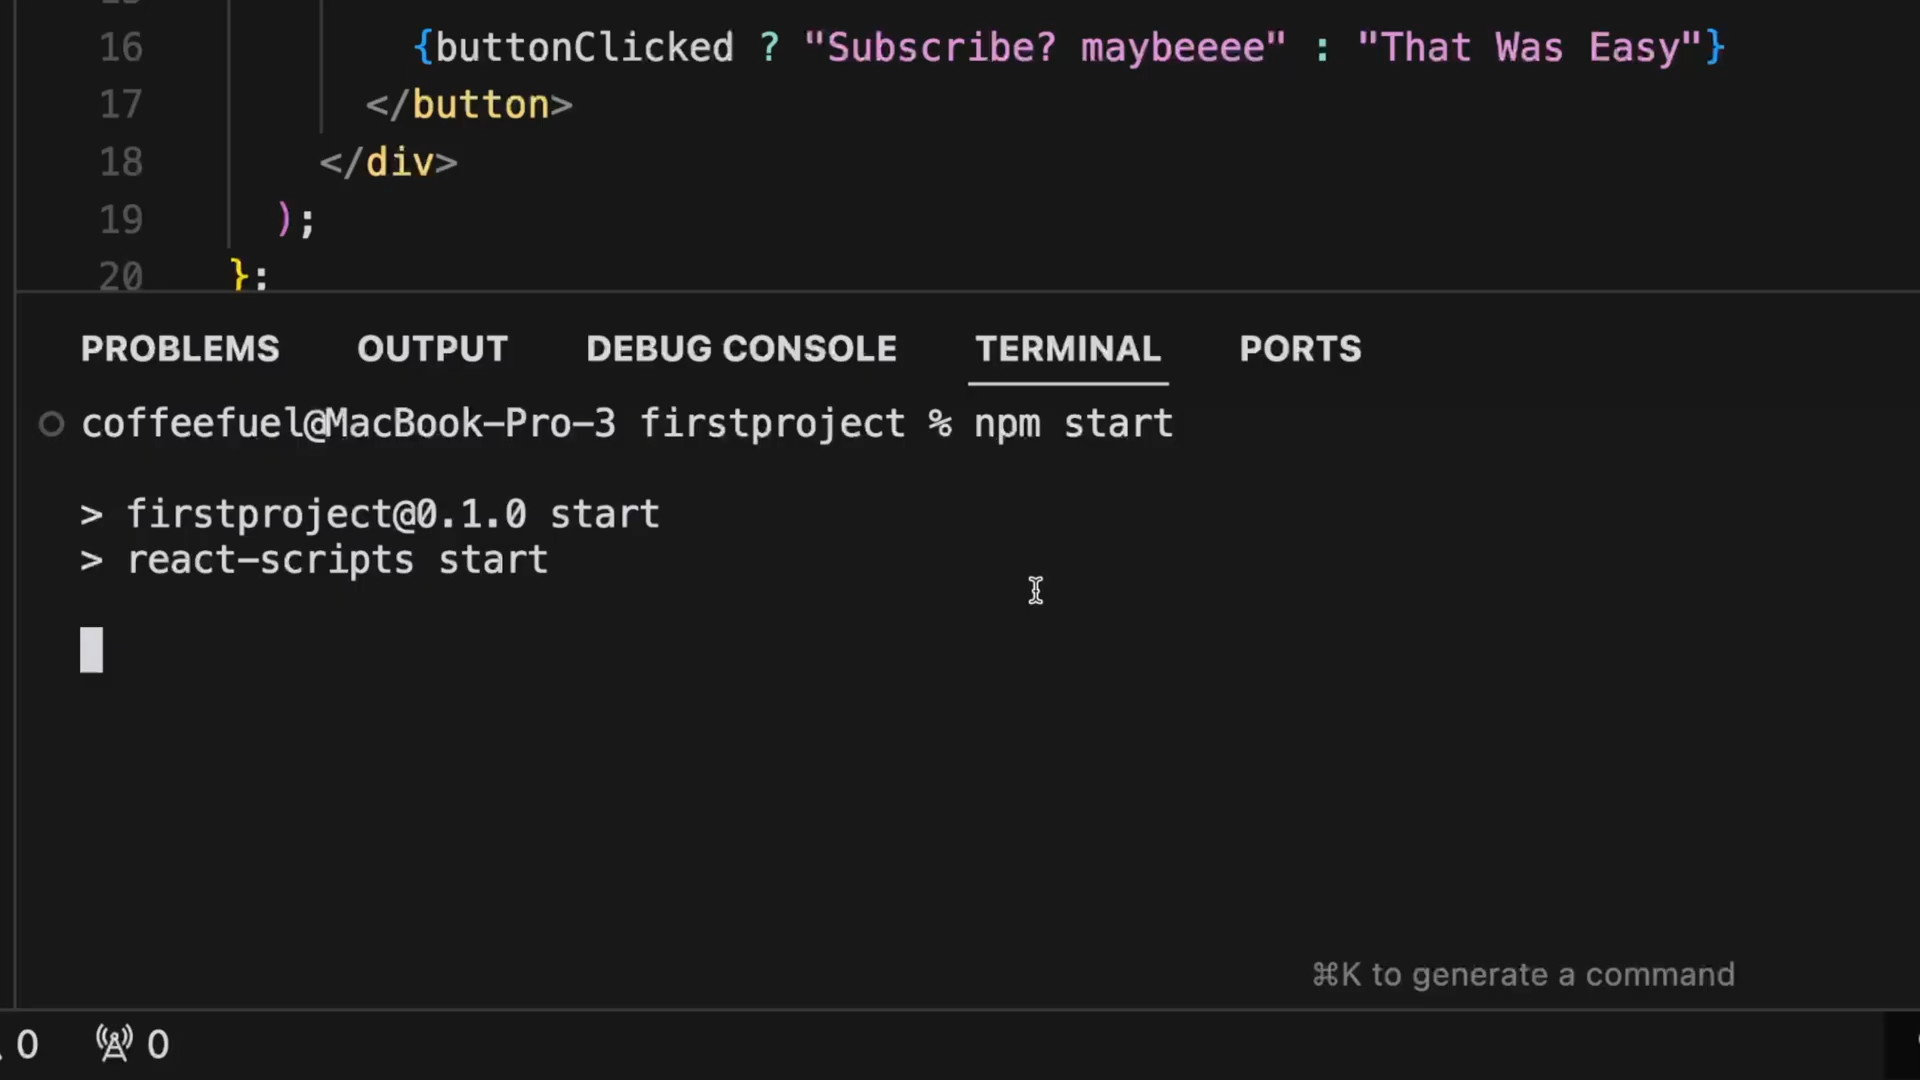 16 {buttonClicked ? "Subscribe? maybeeee" : "That Was Easy"}
17 </button>
18 </div>
19 );
20 };
PROBLEMS OUTPUT DEBUG CONSOLE TERMINAL PORTS
coffeefuel@MacBook-Pro-3 firstproject % npm start
> firstproject@0.1.0 start
> react-scripts start
⌘K to generate a command
0 0